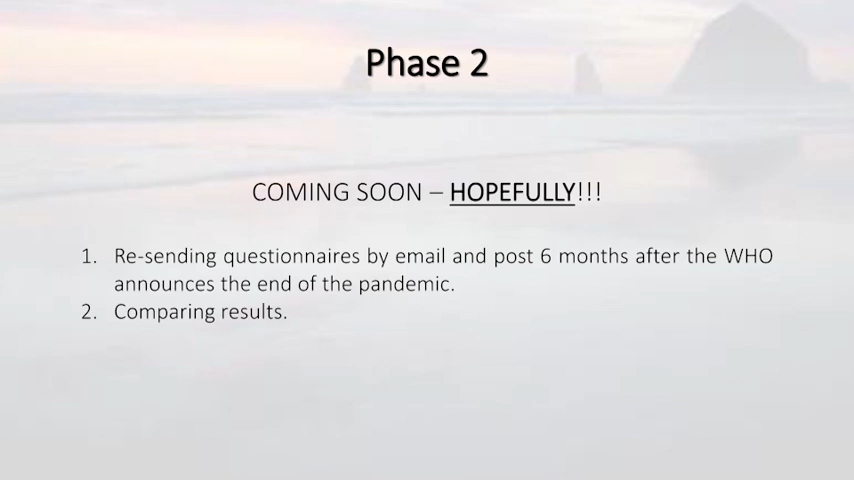 Phase 2
COMING SOON – HOPEFULLY!!!
1. Re-sending questionnaires by email and post 6 months after the WHO
announces the end of the pandemic.
2. Comparing results.